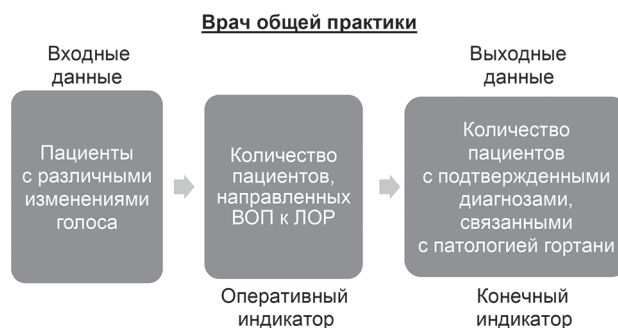 Врач общей практики
Входные
данные
Пациенты
с различными
изменениями
голоса
Количество
пациентов,
направленных
ВОП к ЛОР
Оперативный
индикатор
Выходные
данные
Количество
пациентов
с подтвержденными
диагнозами,
связанными
с патологией гортани
Конечный
индикатор